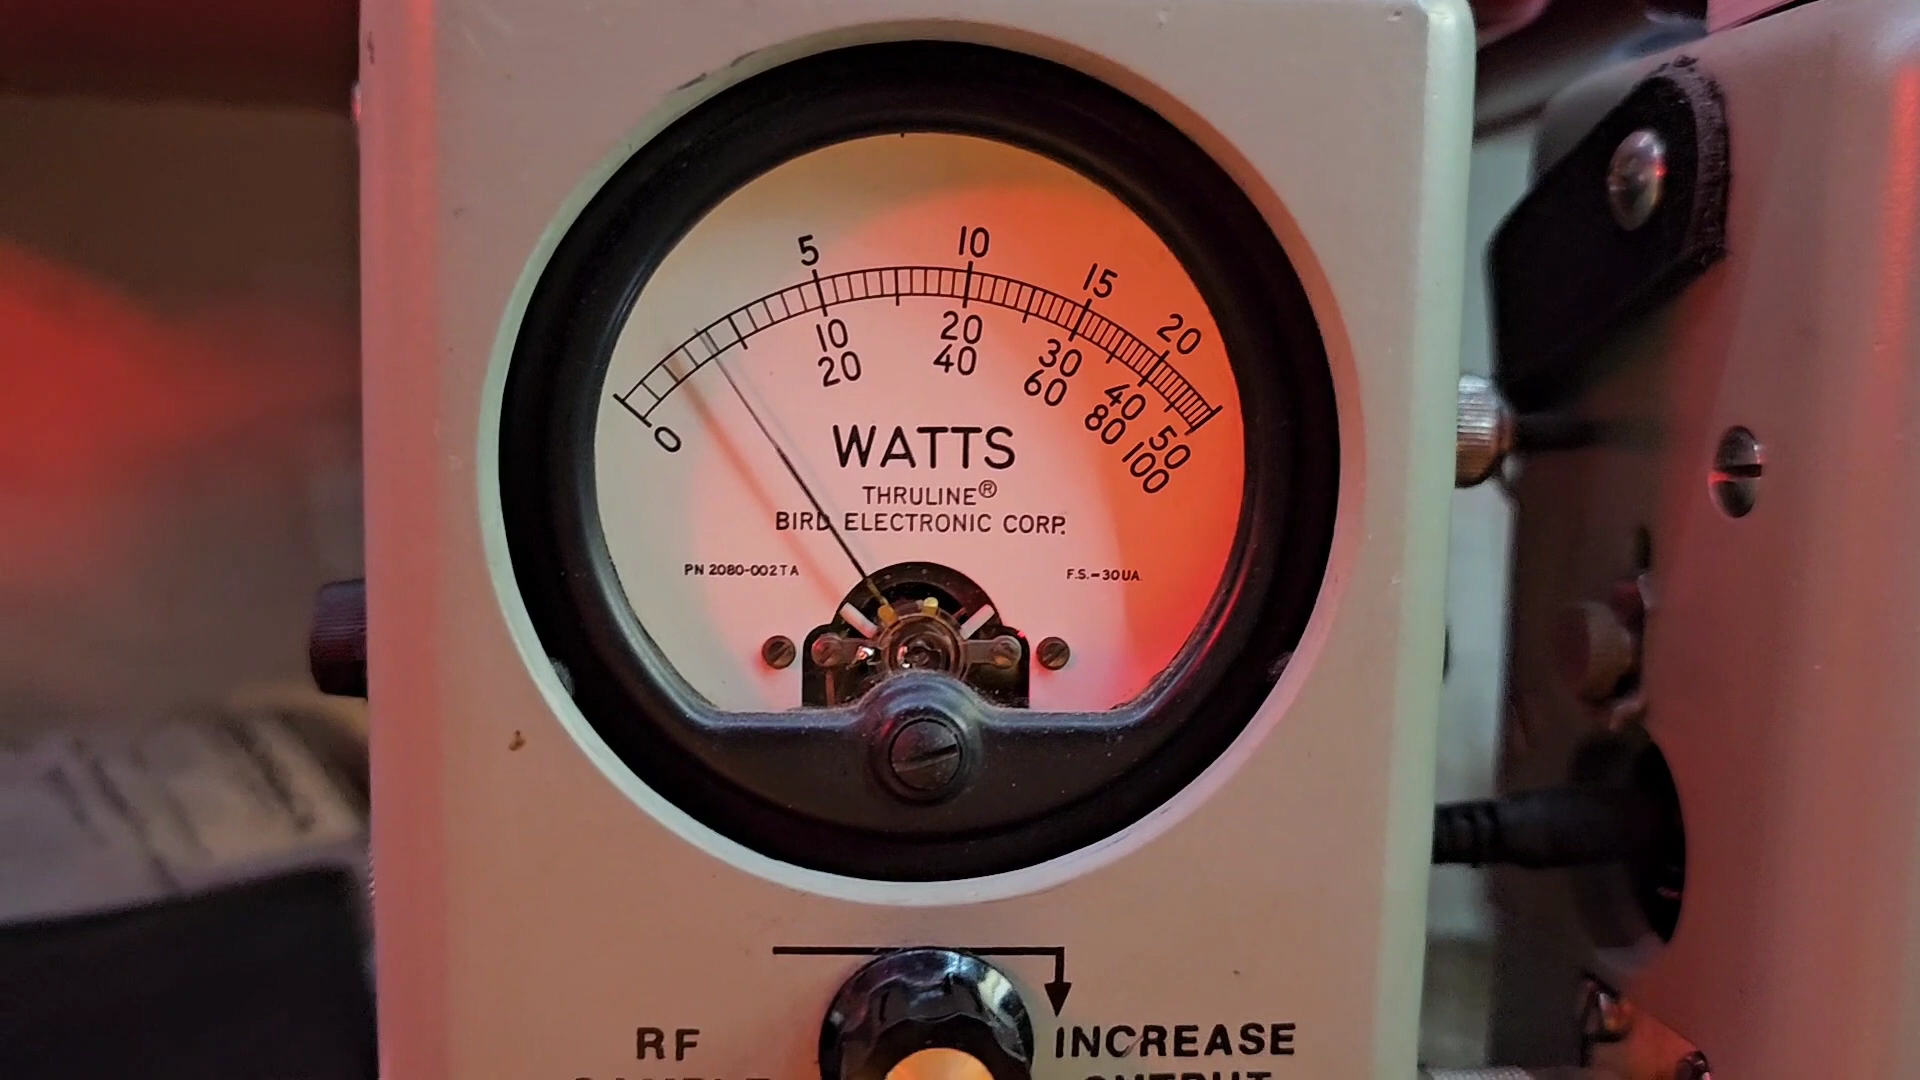 5 10 15 20
0 10 20 30 40 50
20 40 60 80 100
WATTS
THRULINE®
BIRD ELECTRONIC CORP.
PN 2080-002TA
F.S.=30UA.
RF INCREASE